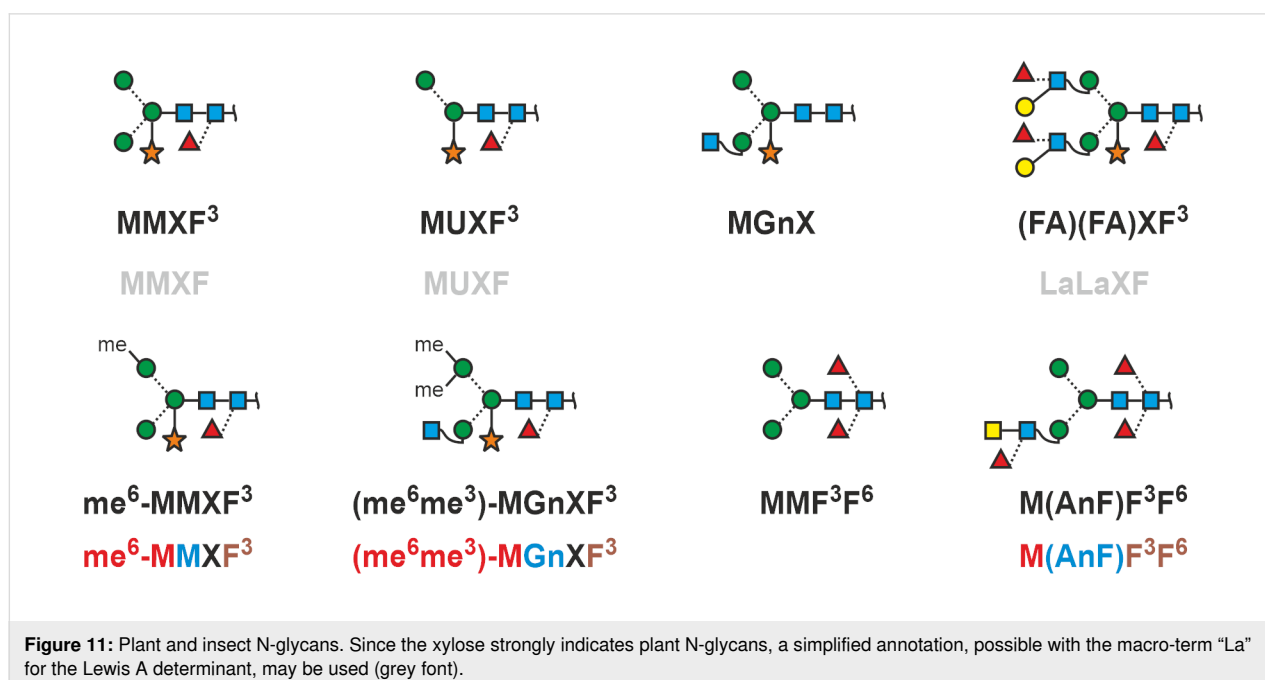 MMXF³ MUXF³ MGnX (FA)(FA)XF³
MMXF MUXF LaLaXF
me me
me
me⁶-MMXF³ (me⁶me³)-MGnXF³ MMF³F⁶ M(AnF)F³F⁶
me⁶-MMXF³ (me⁶me³)-MGnXF³ M(AnF)F³F⁶
Figure 11: Plant and insect N-glycans. Since the xylose strongly indicates plant N-glycans, a simplified annotation, possible with the macro-term “La”
for the Lewis A determinant, may be used (grey font).